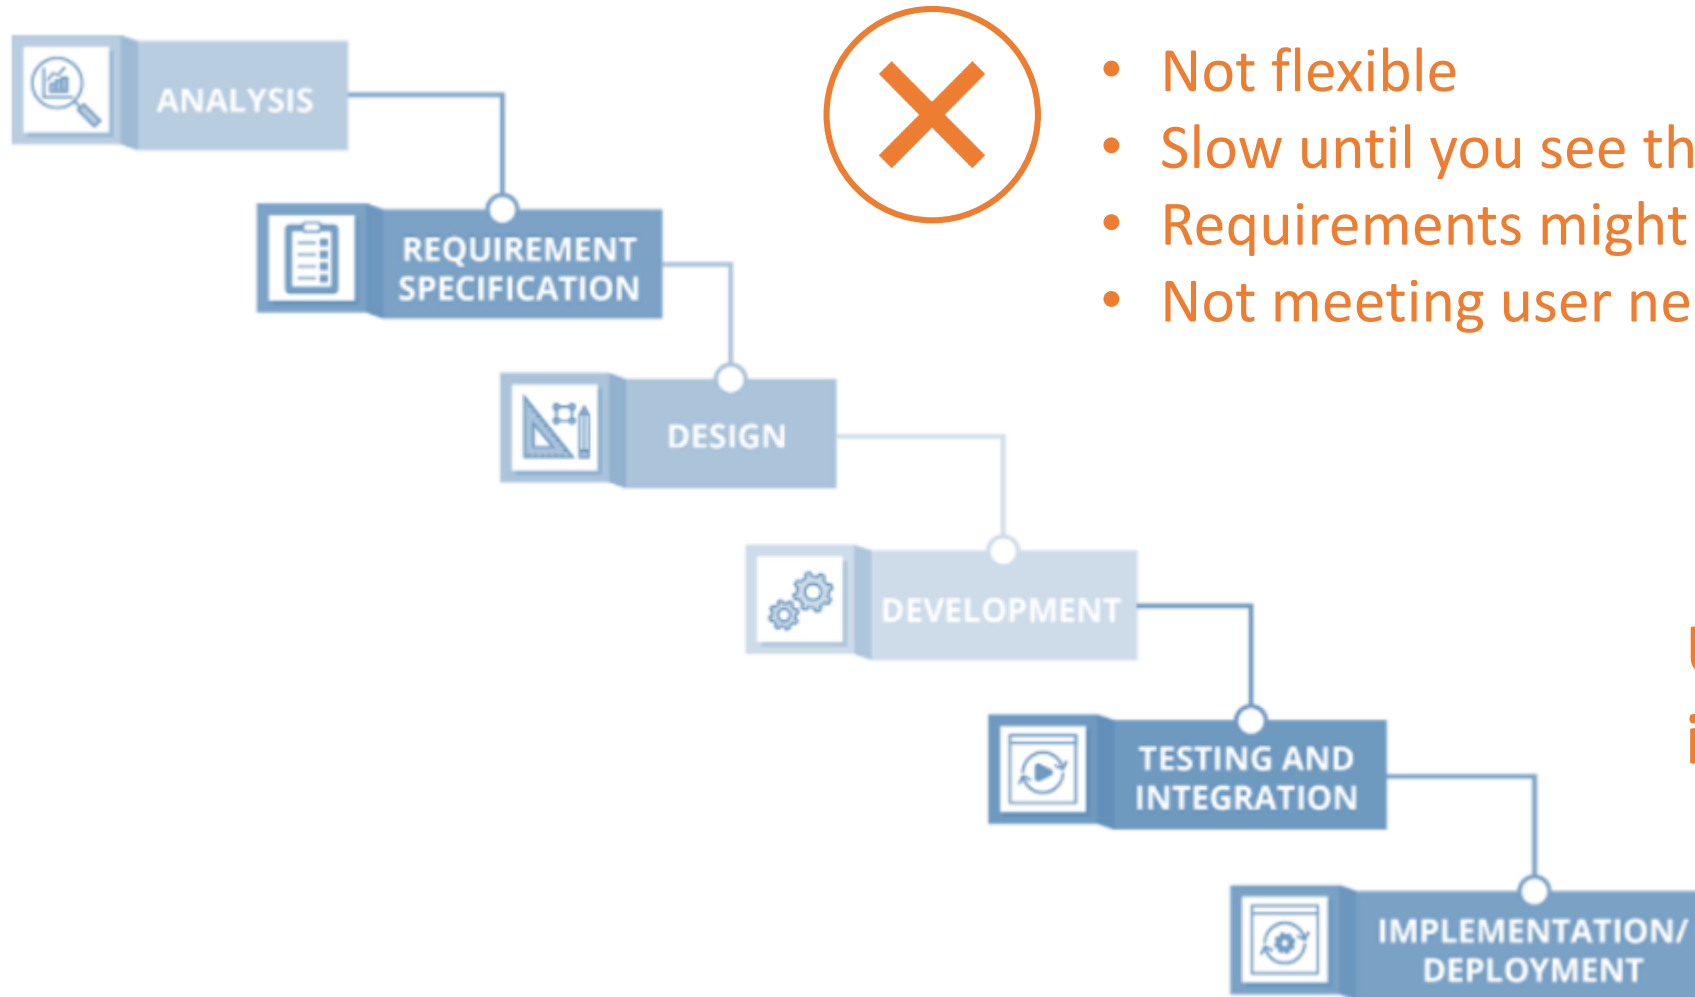 ANALYSIS
• Not flexible
• Slow until you see th
• Requirements might
• Not meeting user ne
REQUIREMENT
SPECIFICATION
DESIGN
DEVELOPMENT
TESTING AND
INTEGRATION
IMPLEMENTATION/
DEPLOYMENT